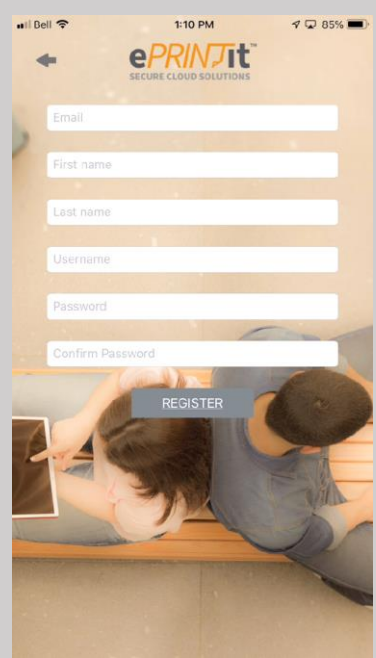 Bell 1:10 PM 85%
ePRINTit™
SECURE CLOUD SOLUTIONS
Email
First name
Last name
Username
Password
Confirm Password
REGISTER